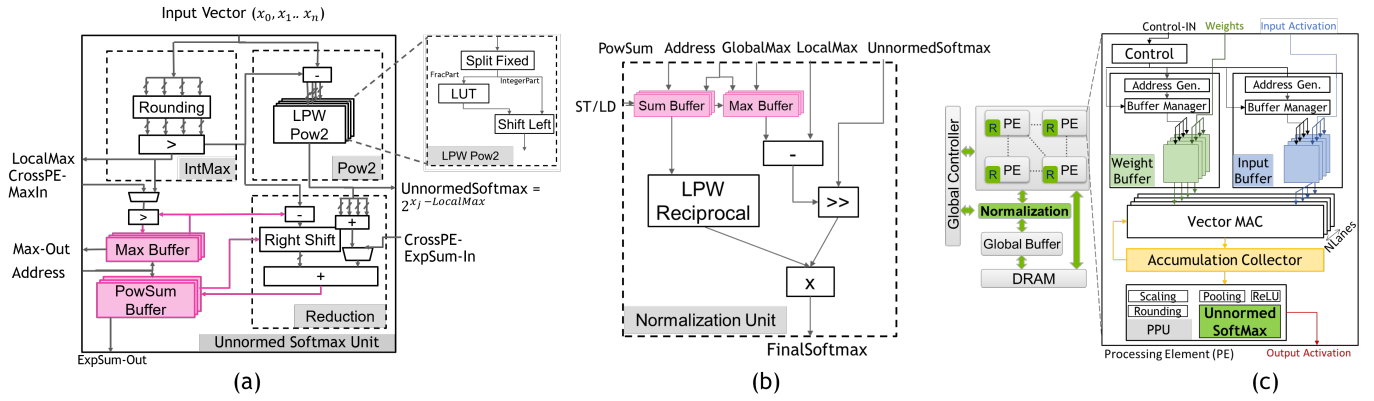 Input Vector (x₀, x₁.. xₙ)
Rounding
>
IntMax
-
LPW
Pow2
Pow2
Split Fixed
FracPart
IntegerPart
LUT
Shift Left
LPW Pow2
LocalMax
CrossPE-
MaxIn
>
Max Buffer
Max-Out
Address
PowSum
Buffer
-
Right Shift
+
+
Reduction
UnnormedSoftmax =
2^{x_j−LocalMax}
CrossPE-
ExpSum-In
Unnormed Softmax Unit
ExpSum-Out
(a)
PowSum Address GlobalMax LocalMax UnnormedSoftmax
ST/LD
Sum Buffer
Max Buffer
-
LPW
Reciprocal
>>
x
Normalization Unit
FinalSoftmax
(b)
Global Controller
R PE
R PE
R PE
R PE
Normalization
Global Buffer
DRAM
Control-IN
Weights
Input Activation
Control
Address Gen.
Buffer Manager
Weight
Buffer
Address Gen.
Buffer Manager
Input
Buffer
Vector MAC
NLanes
Accumulation Collector
Scaling
Rounding
PPU
Pooling
ReLU
Unnormed
SoftMax
Processing Element (PE)
Output Activation
(c)